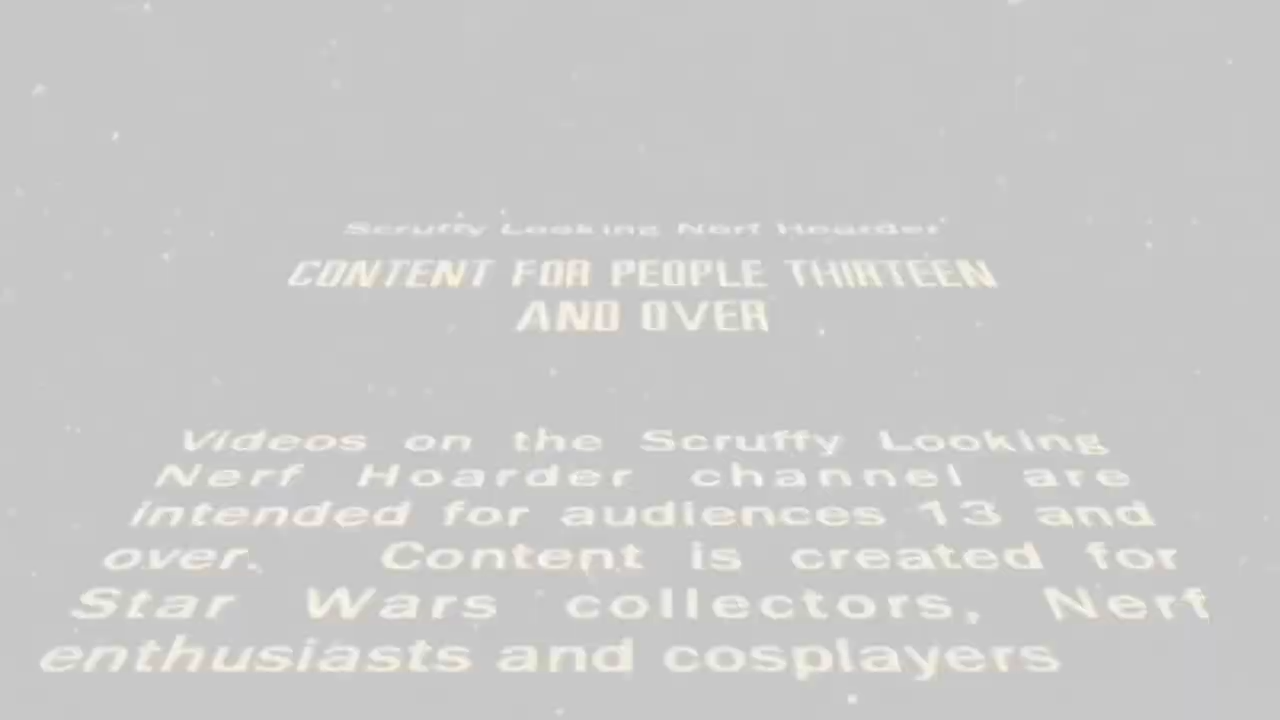 Scruffy Looking Nerf Hoarder
CONTENT FOR PEOPLE THIRTEEN
AND OVER
Videos on the Scruffy Looking
Nerf Hoarder channel are
intended for audiences 13 and
over. Content is created for
Star Wars collectors, Nerf
enthusiasts and cosplayers